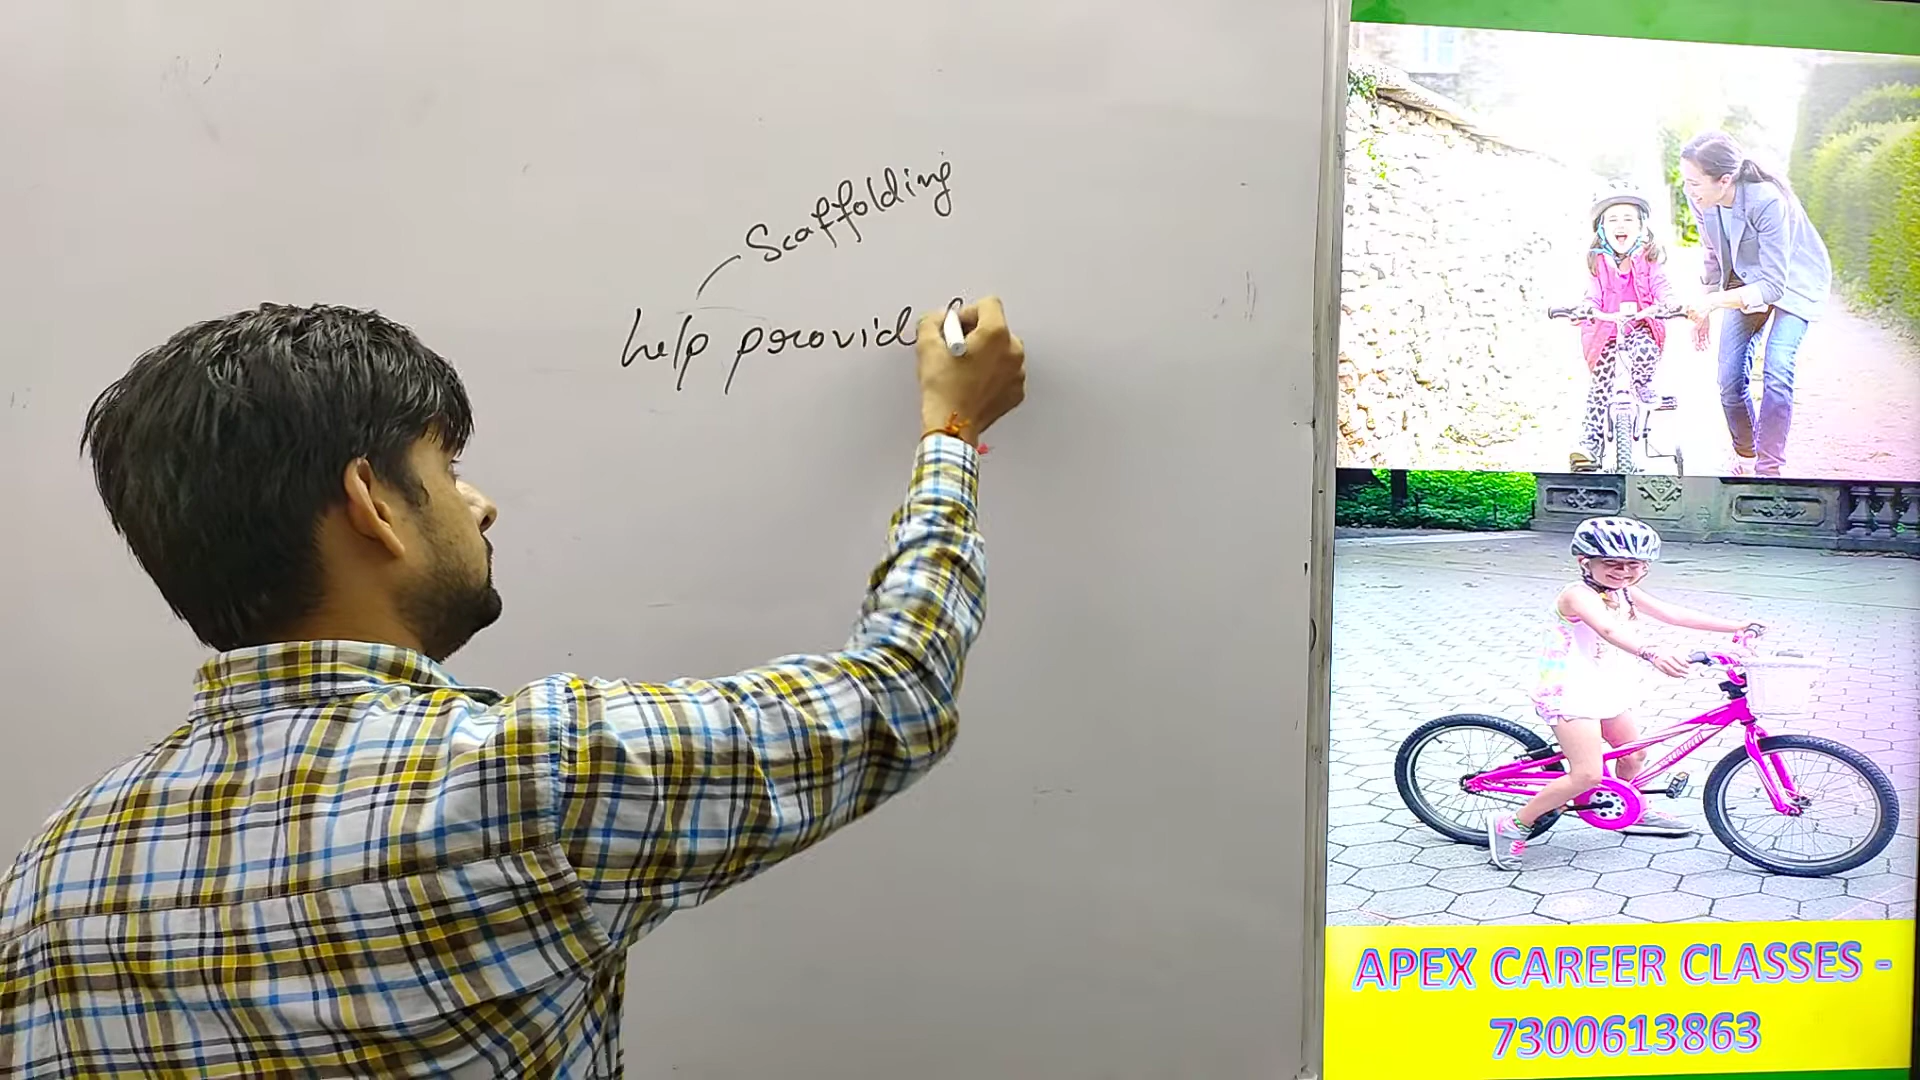 Scaffolding
help provid
APEX CAREER CLASSES -
7300613863